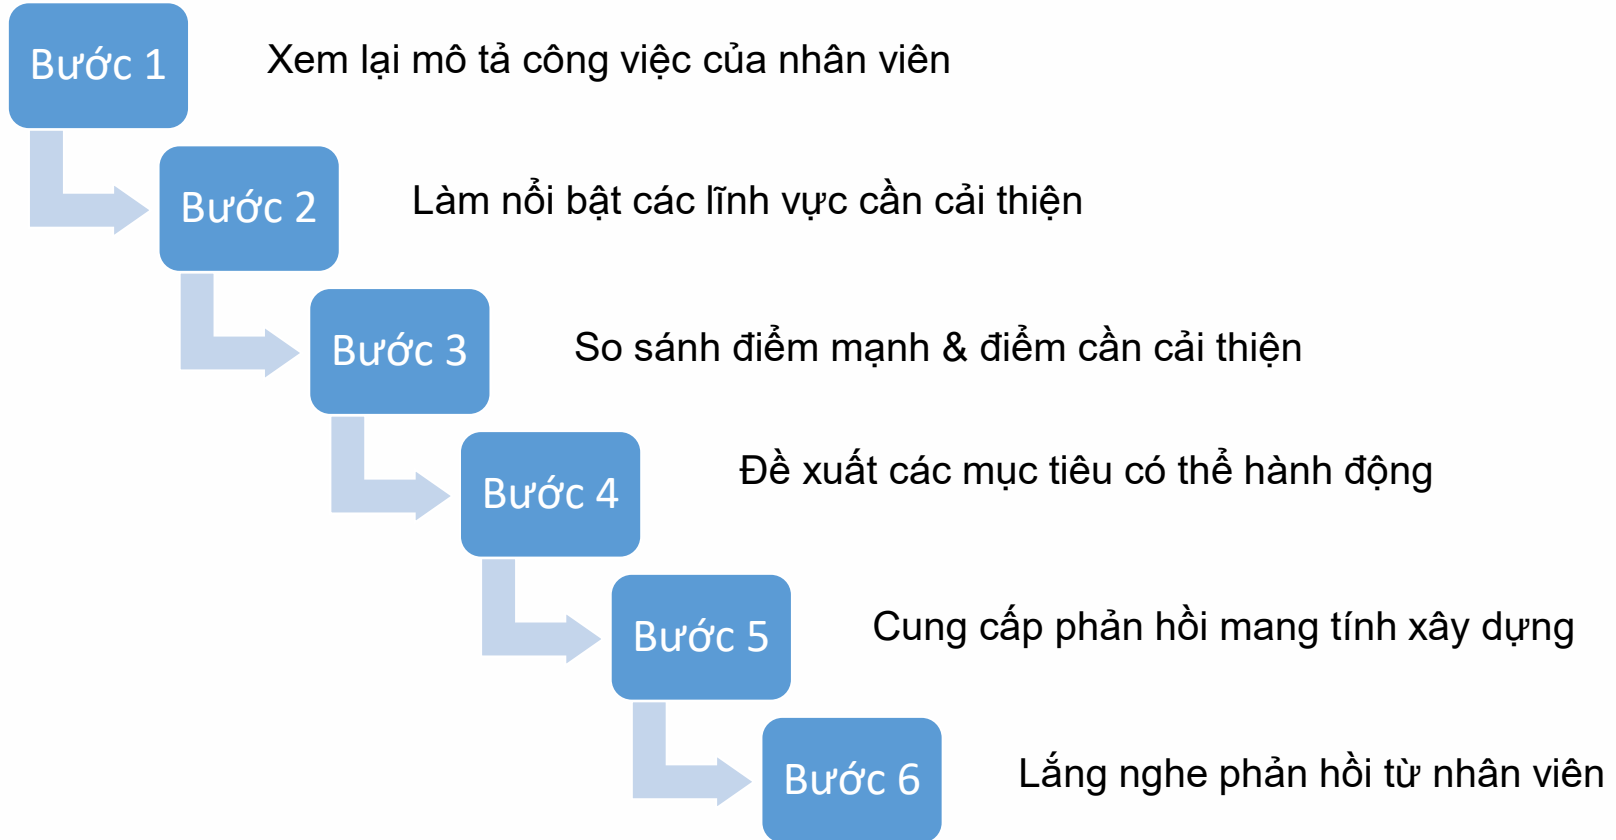 Bước 1
Xem lại mô tả công việc của nhân viên
Bước 2
Làm nổi bật các lĩnh vực cần cải thiện
Bước 3
So sánh điểm mạnh & điểm cần cải thiện
Bước 4
Đề xuất các mục tiêu có thể hành động
Bước 5
Cung cấp phản hồi mang tính xây dựng
Bước 6
Lắng nghe phản hồi từ nhân viên